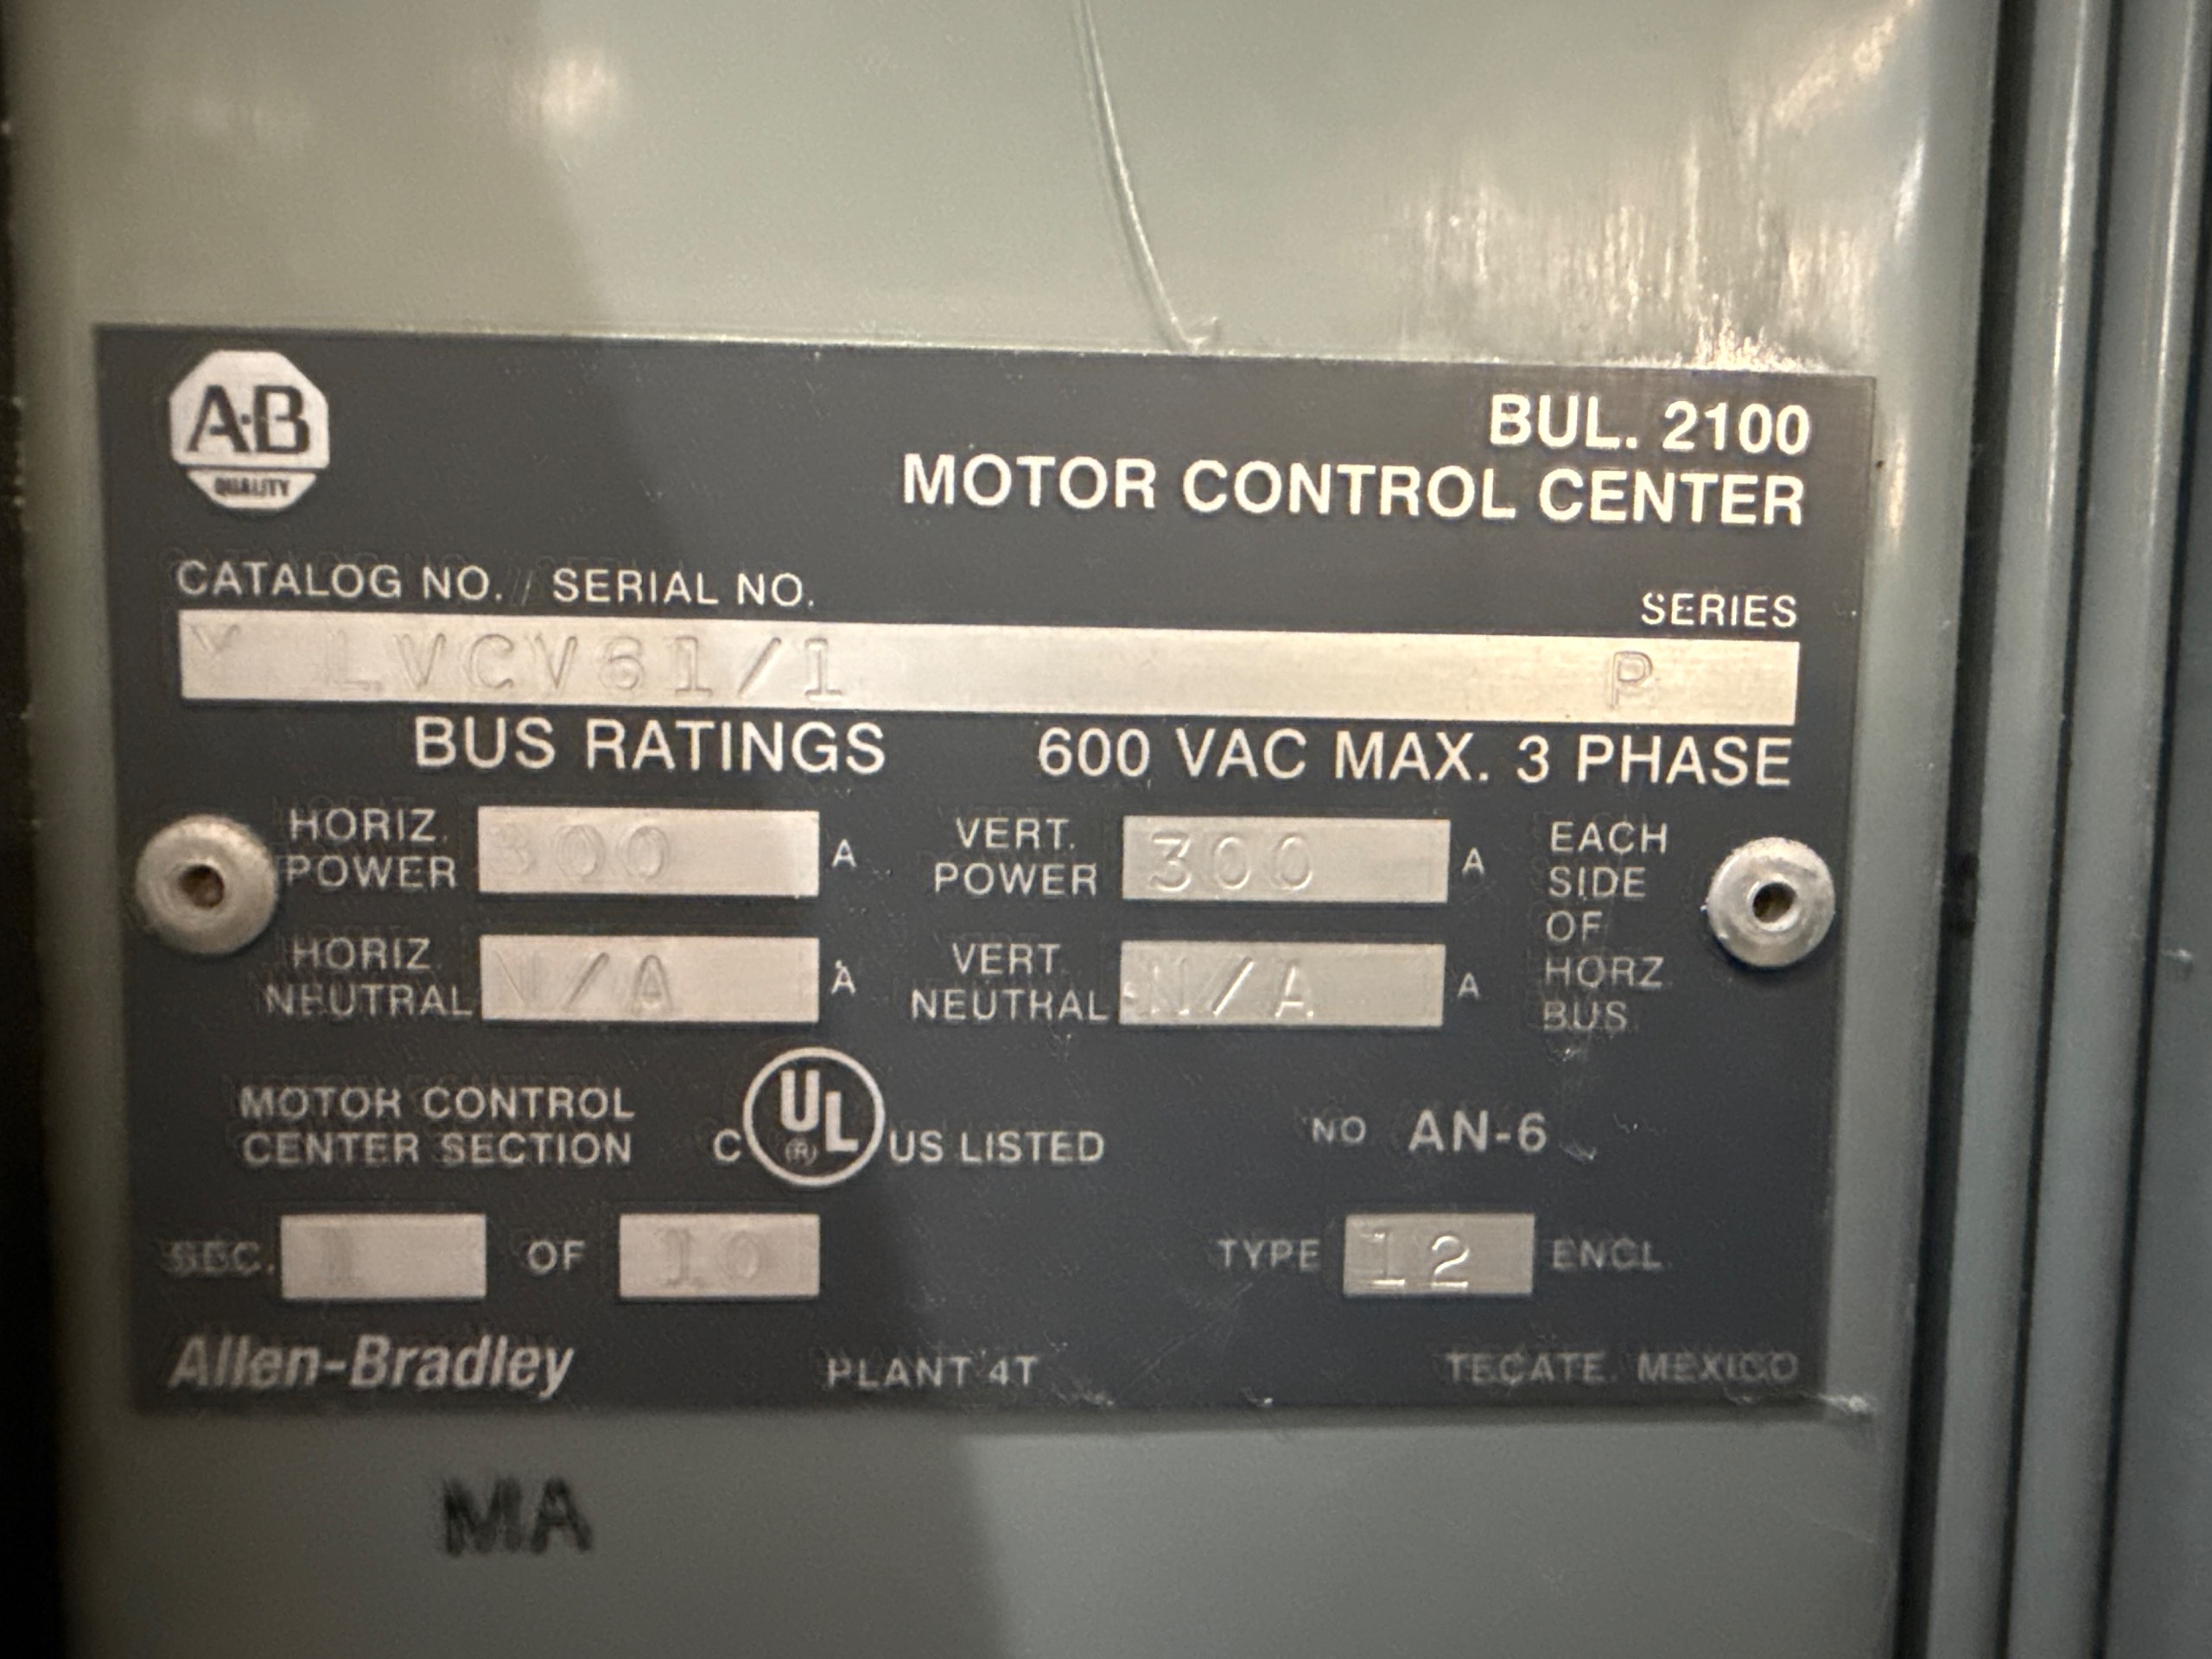 A-B
QUALITY
BUL. 2100
MOTOR CONTROL CENTER
CATALOG NO. / SERIAL NO.
SERIES
Y LVCV61/1 P
BUS RATINGS 600 VAC MAX. 3 PHASE
HORIZ. POWER 300 A
VERT. POWER 300 A
HORIZ. NEUTRAL N/A A
VERT. NEUTRAL N/A A
EACH
SIDE
OF
HORZ.
BUS
MOTOR CONTROL
CENTER SECTION
C UL (R) US LISTED
NO AN-6
SEC. 1 OF 10
TYPE 12 ENCL.
Allen-Bradley PLANT 4T TECATE. MEXICO
MA